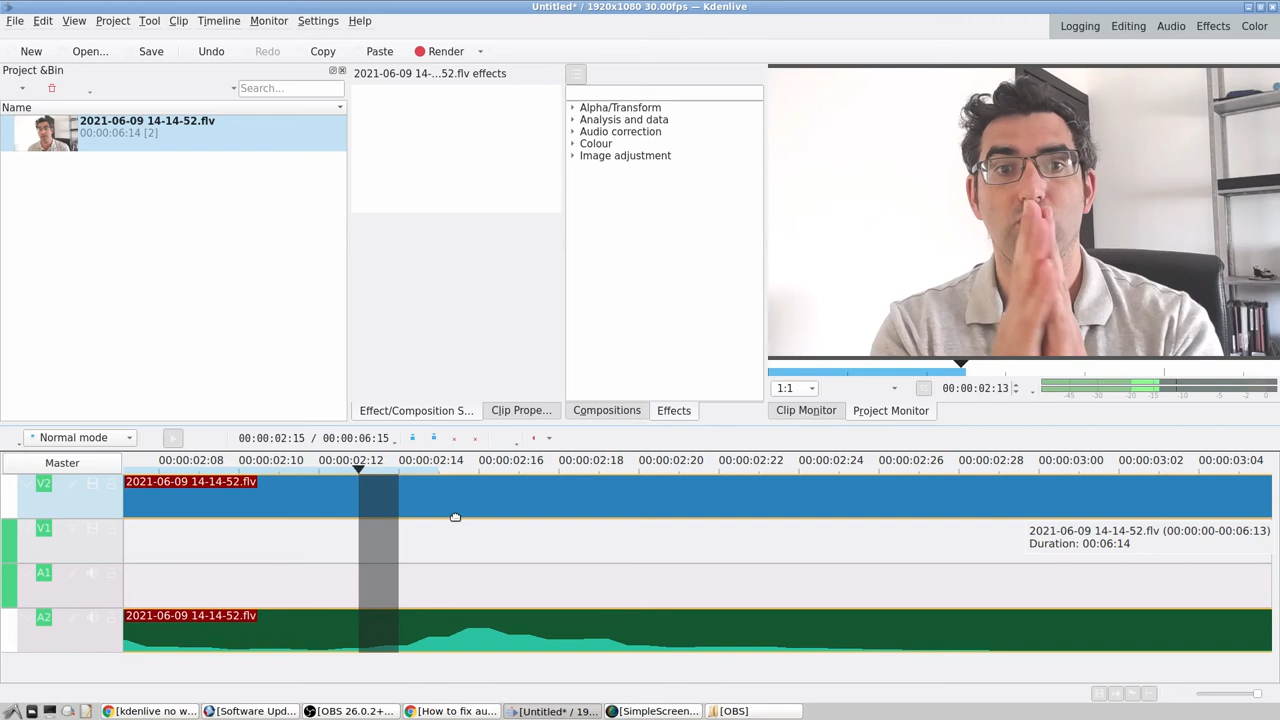 Untitled* / 1920x1080 30.00fps — Kdenlive
File Edit View Project Tool Clip Timeline Monitor Settings Help
Logging Editing Audio Effects Color
New Open... Save Undo Redo Copy Paste Render
Project &Bin
Search...
Name
2021-06-09 14-14-52.flv
00:00:06:14 [2]
2021-06-09 14-...52.flv effects
Alpha/Transform
Analysis and data
Audio correction
Colour
Image adjustment
1:1
00:00:02:13
-45 -30 -20 -15 -10 -5 -2 0
Effect/Composition S... Clip Prope... Compositions Effects Clip Monitor Project Monitor
Normal mode
00:00:02:15 / 00:00:06:15
Master
00:00:02:08 00:00:02:10 00:00:02:12 00:00:02:14 00:00:02:16 00:00:02:18 00:00:02:20 00:00:02:22 00:00:02:24 00:00:02:26 00:00:02:28 00:00:03:00 00:00:03:02 00:00:03:04
V2
2021-06-09 14-14-52.flv
V1
2021-06-09 14-14-52.flv (00:00:00-00:06:13)
Duration: 00:06:14
A1
A2
2021-06-09 14-14-52.flv
[kdenlive no w... [Software Upd... [OBS 26.0.2+... [How to fix au... [Untitled* / 19... [SimpleScreen... [OBS]